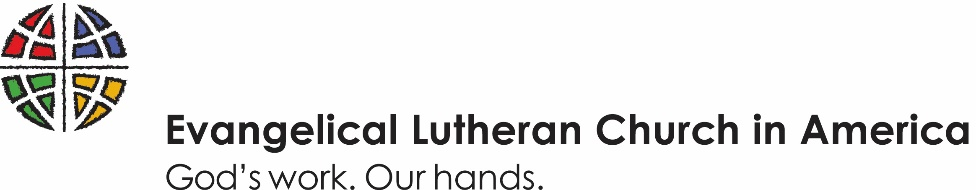 Evangelical Lutheran Church in America
God's work. Our hands.